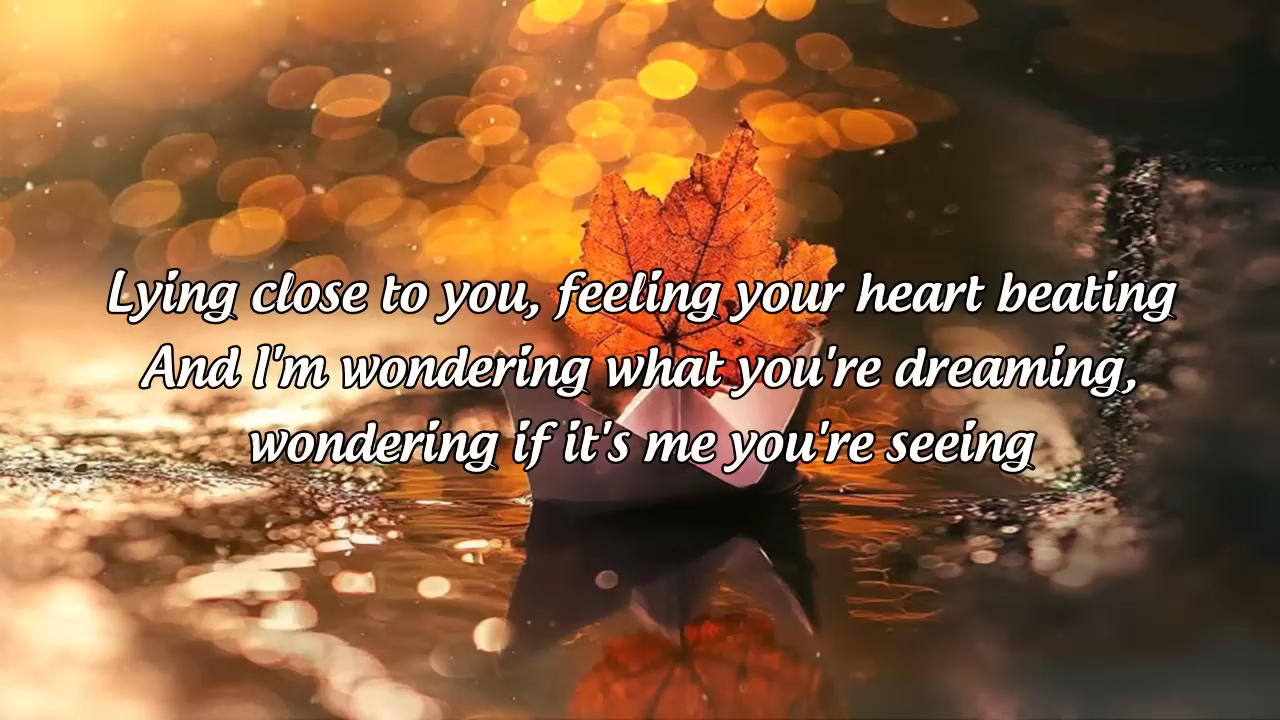 Lying close to you, feeling your heart beating
And I'm wondering what you're dreaming,
wondering if it's me you're seeing